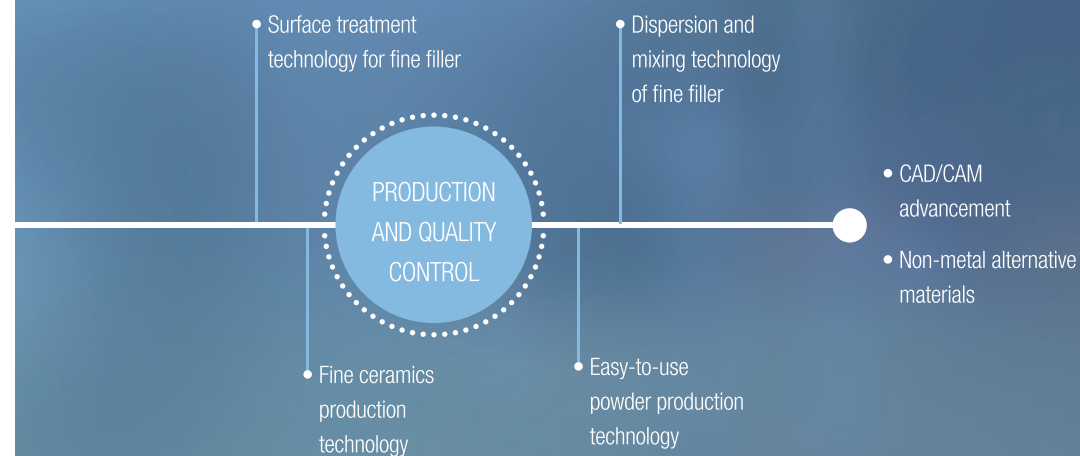 Surface treatment
technology for fine filler
Dispersion and
mixing technology
of fine filler
PRODUCTION
AND QUALITY
CONTROL
• CAD/CAM
advancement
• Non-metal alternative
materials
Fine ceramics
production
technology
Easy-to-use
powder production
technology